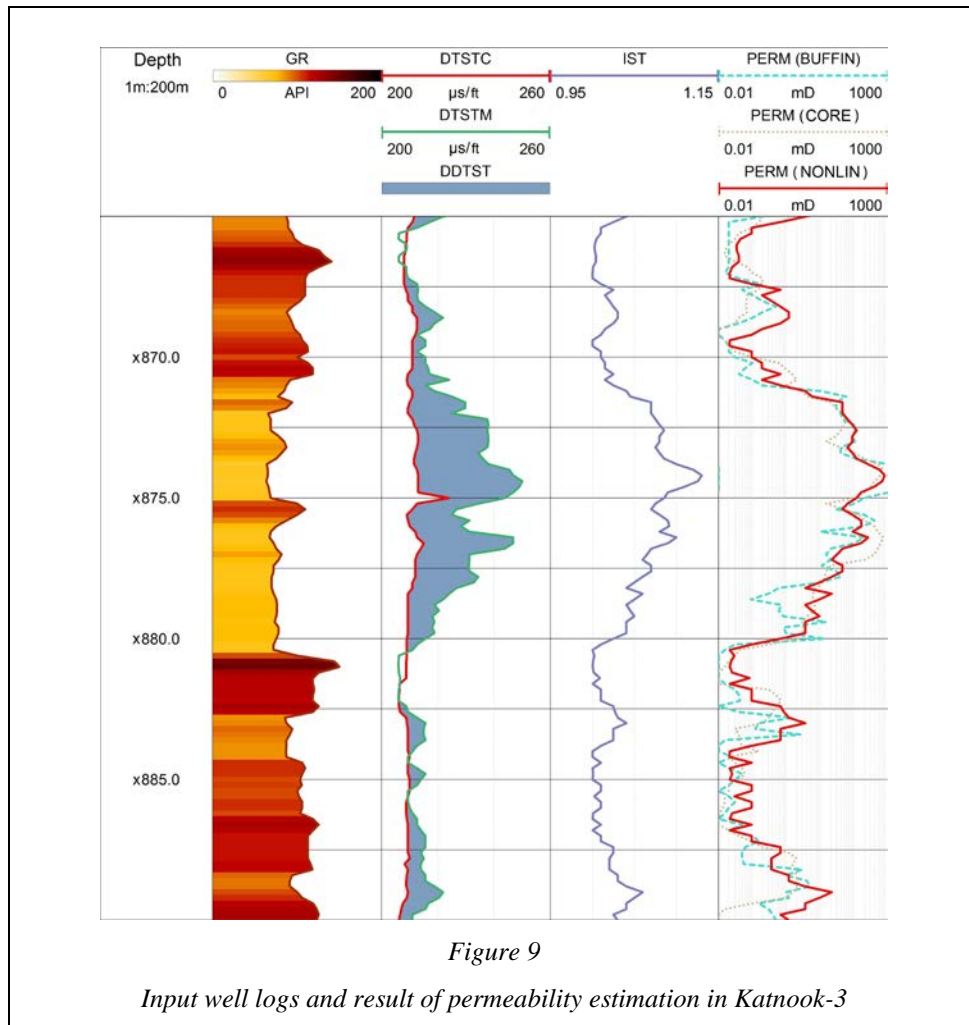 Depth GR DTSTC IST PERM (BUFFIN)
1m:200m 0 API 200 200 µs/ft 260 0.95 1.15 0.01 mD 1000
DTSTM PERM (CORE)
200 µs/ft 260 0.01 mD 1000
DDTST PERM (NONLIN)
0.01 mD 1000
x870.0
x875.0
x880.0
x885.0
Figure 9
Input well logs and result of permeability estimation in Katnook-3